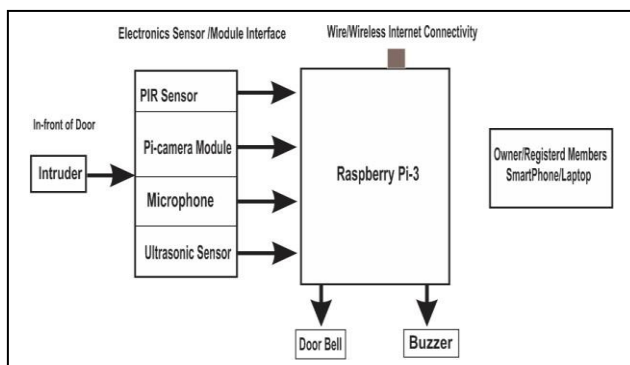 Electronics Sensor /Module Interface
Wire/Wireless Internet Connectivity
In-front of Door
Intruder
PIR Sensor
Pi-camera Module
Microphone
Ultrasonic Sensor
Raspberry Pi-3
Owner/Registerd Members
SmartPhone/Laptop
Door Bell
Buzzer